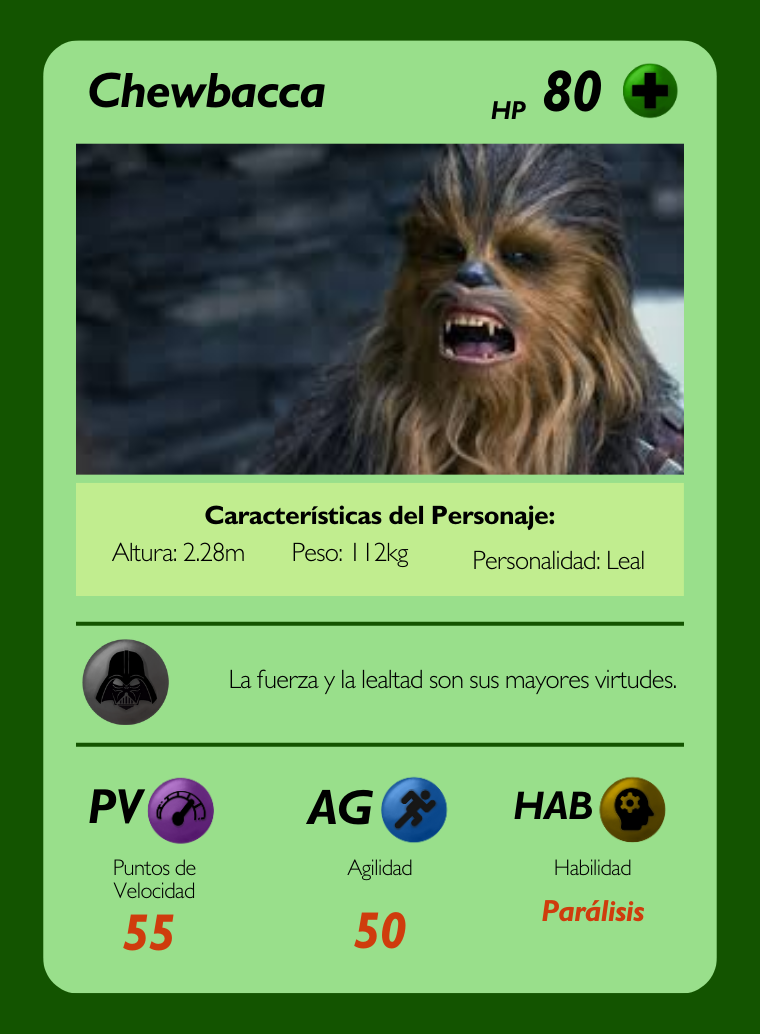 Chewbacca
HP 80
Características del Personaje:
Altura: 2.28m Peso: 112kg Personalidad: Leal
La fuerza y la lealtad son sus mayores virtudes.
PV AG HAB
Puntos de Velocidad
Agilidad
Habilidad
55
50
Parálisis